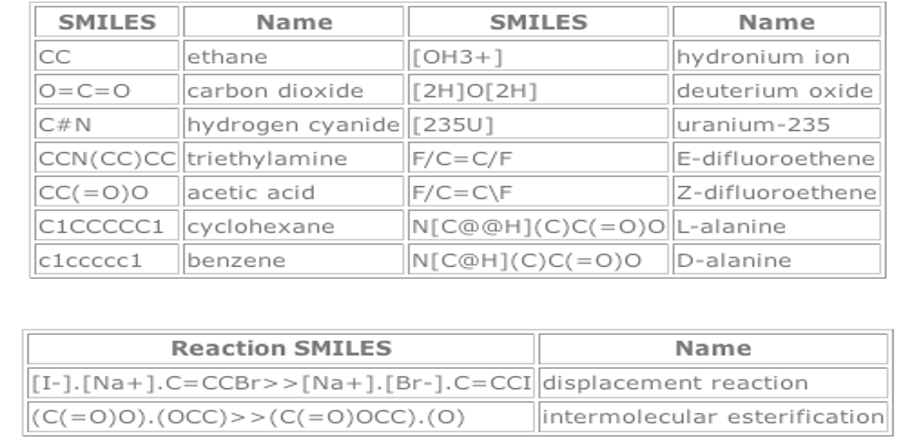 SMILES Name SMILES Name
CC ethane [OH3+] hydronium ion
O=C=O carbon dioxide [2H]O[2H] deuterium oxide
C#N hydrogen cyanide [235U] uranium-235
CCN(CC)CC triethylamine F/C=C/F E-difluoroethene
CC(=O)O acetic acid F/C=C\F Z-difluoroethene
C1CCCCC1 cyclohexane N[C@@H](C)C(=O)O L-alanine
c1ccccc1 benzene N[C@H](C)C(=O)O D-alanine
Reaction SMILES Name
[I-].[Na+].C=CCBr>>[Na+].[Br-].C=CCI displacement reaction
(C(=O)O).(OCC)>>(C(=O)OCC).(O) intermolecular esterification